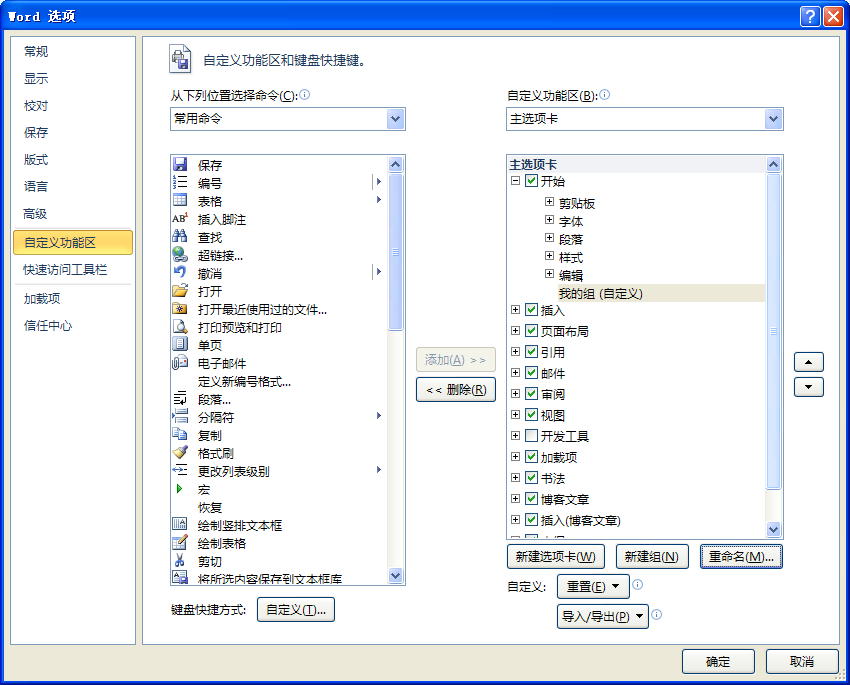 Word 选项
常规
显示
校对
保存
版式
语言
高级
自定义功能区
快速访问工具栏
加载项
信任中心
自定义功能区和键盘快捷键。
从下列位置选择命令(C):
常用命令
保存
编号
表格
插入脚注
查找
超链接...
撤消
打开
打开最近使用过的文件...
打印预览和打印
单页
电子邮件
定义新编号格式...
段落...
分隔符
复制
格式刷
更改列表级别
宏
恢复
绘制竖排文本框
绘制表格
剪切
将所选内容保存到文本框库
键盘快捷方式:
自定义(T)...
添加(A) >>
<< 删除(R)
自定义功能区(B):
主选项卡
主选项卡
开始
剪贴板
字体
段落
样式
编辑
我的组 (自定义)
插入
页面布局
引用
邮件
审阅
视图
开发工具
加载项
书法
博客文章
插入(博客文章)
新建选项卡(W)
新建组(N)
重命名(M)...
自定义:
重置(E)
导入/导出(P)
确定
取消